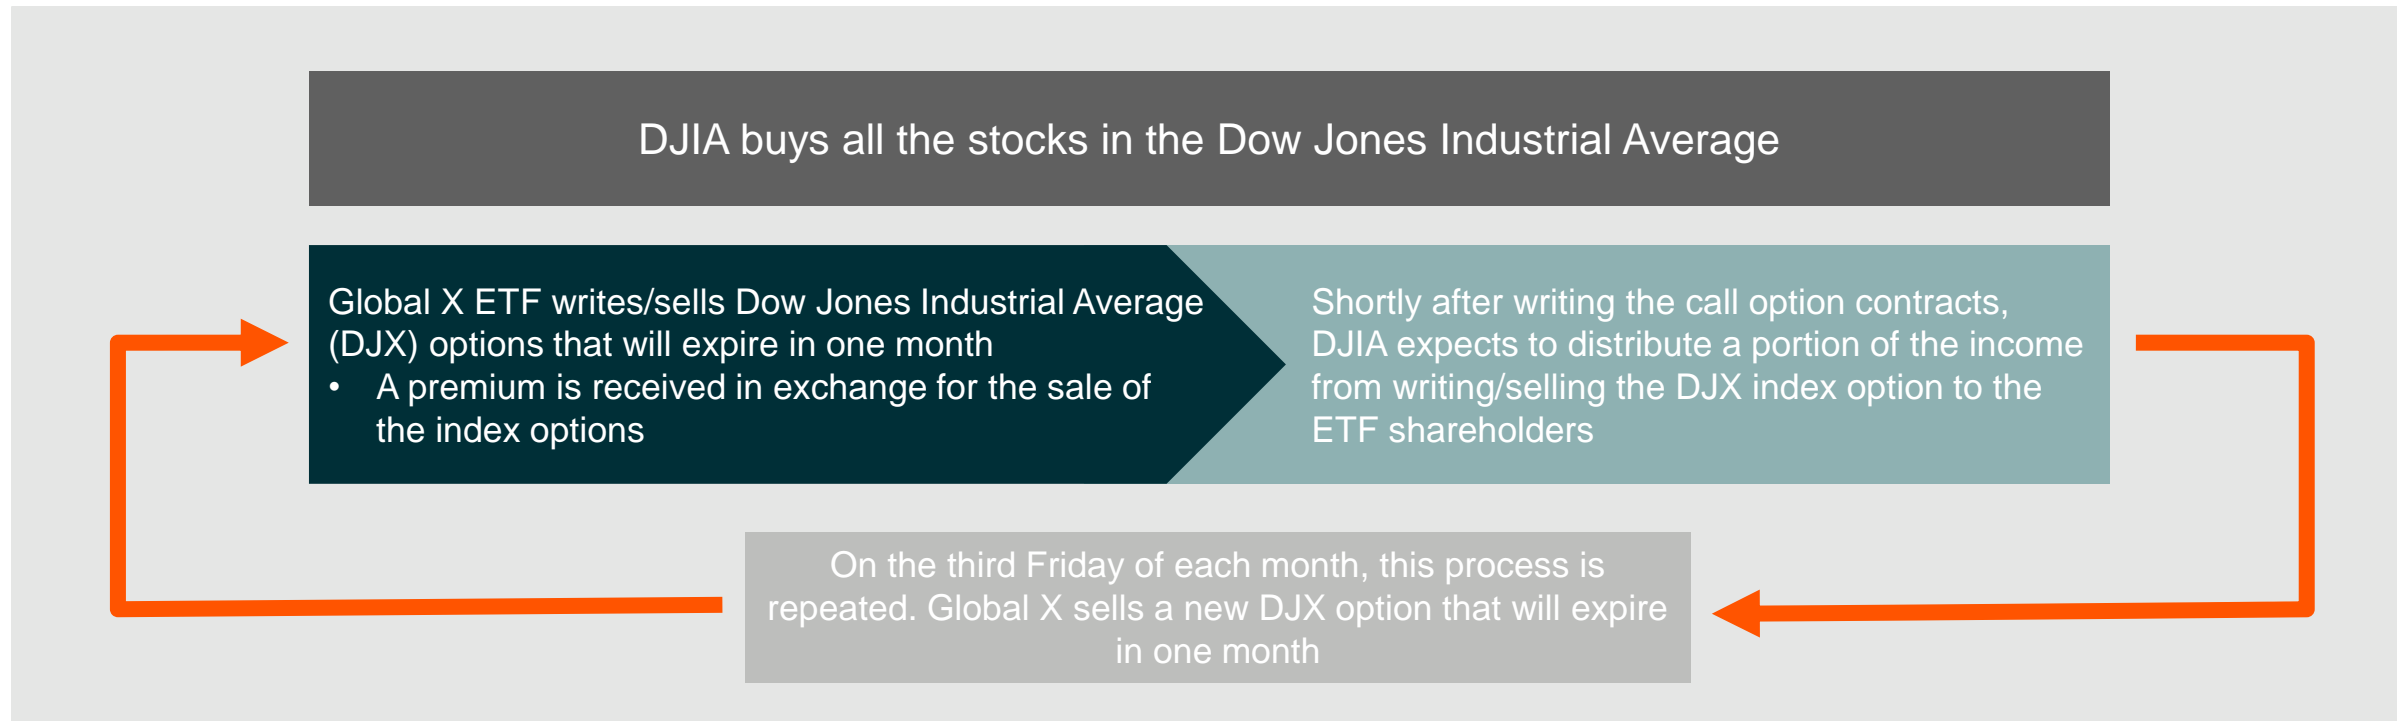 DJIA buys all the stocks in the Dow Jones Industrial Average
Global X ETF writes/sells Dow Jones Industrial Average
(DJX) options that will expire in one month
• A premium is received in exchange for the sale of
the index options
Shortly after writing the call option contracts,
DJIA expects to distribute a portion of the income
from writing/selling the DJX index option to the
ETF shareholders
On the third Friday of each month, this process is
repeated. Global X sells a new DJX option that will expire
in one month